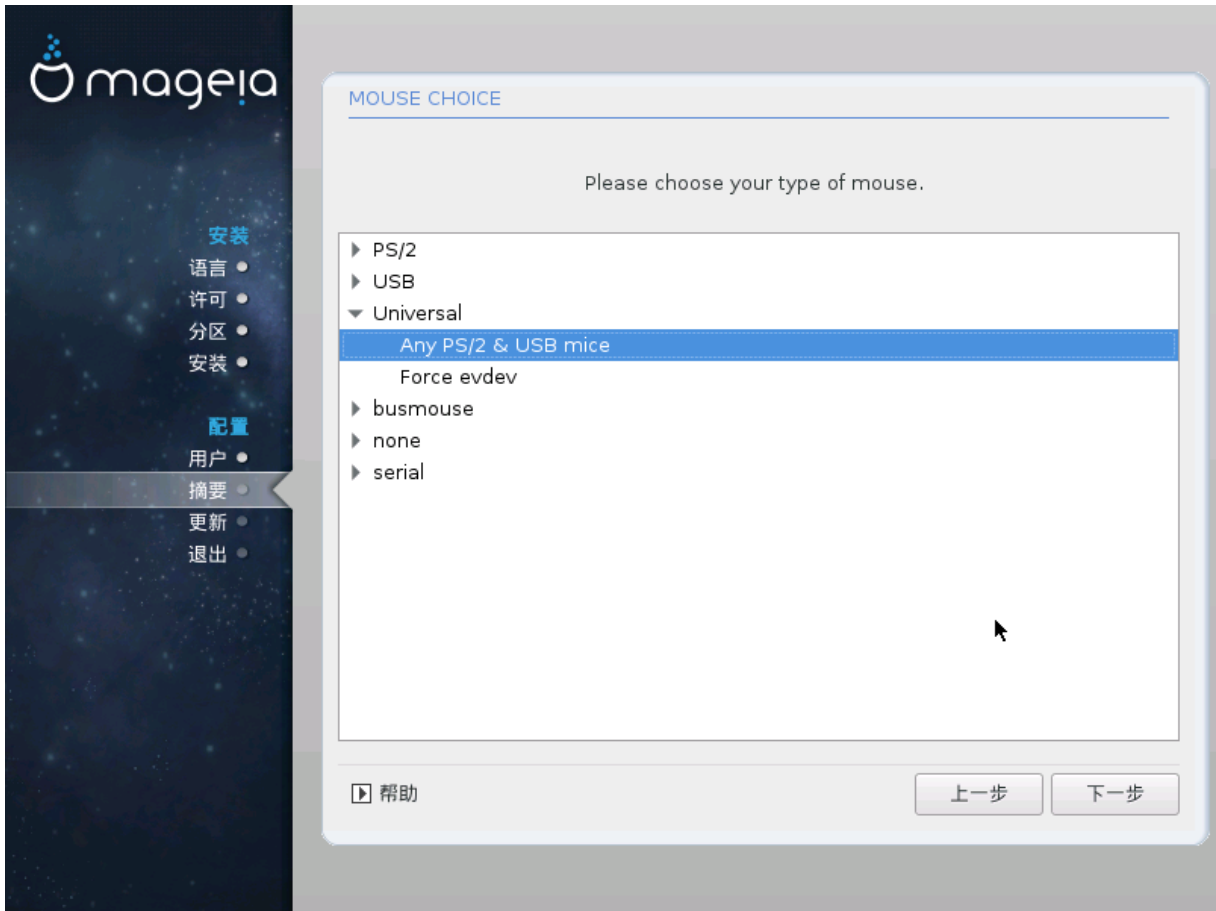 mageia
安装
语言
许可
分区
安装
配置
用户
摘要
更新
退出
MOUSE CHOICE
Please choose your type of mouse.
PS/2
USB
Universal
Any PS/2 & USB mice
Force evdev
busmouse
none
serial
帮助
上一步
下一步